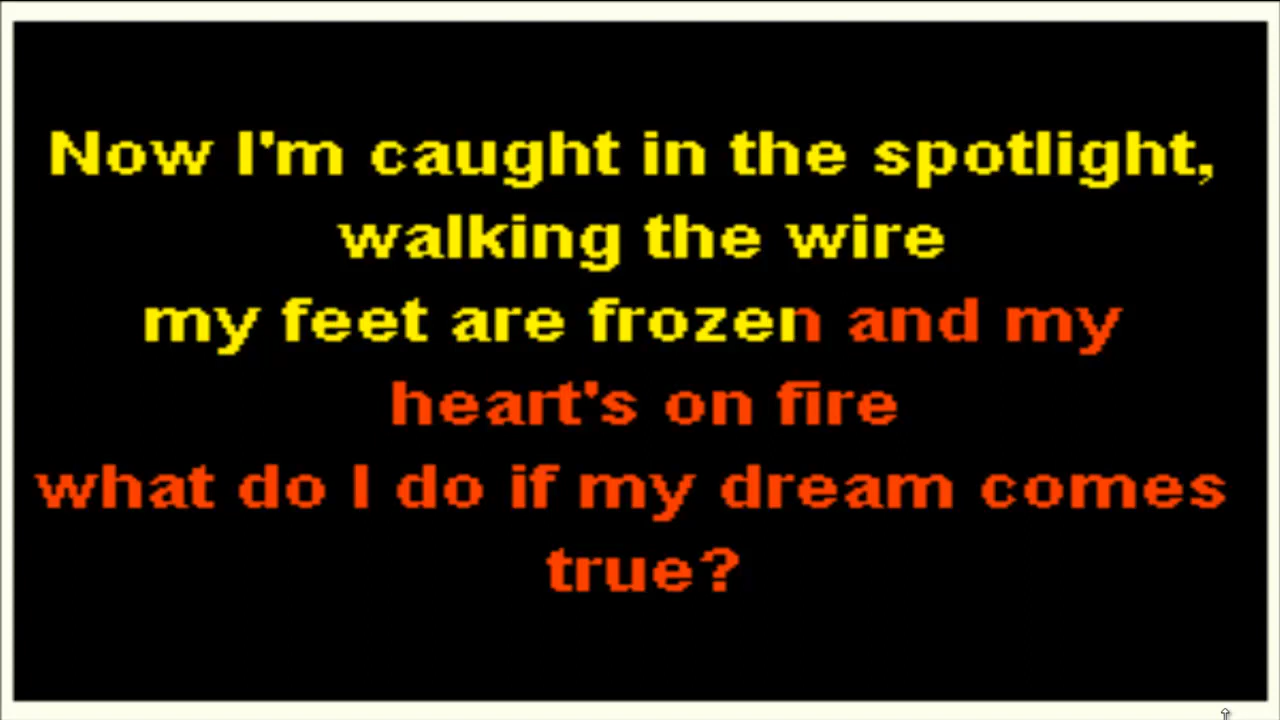 Now I'm caught in the spotlight,
walking the wire
my feet are frozen and my
heart's on fire
what do I do if my dream comes
true?